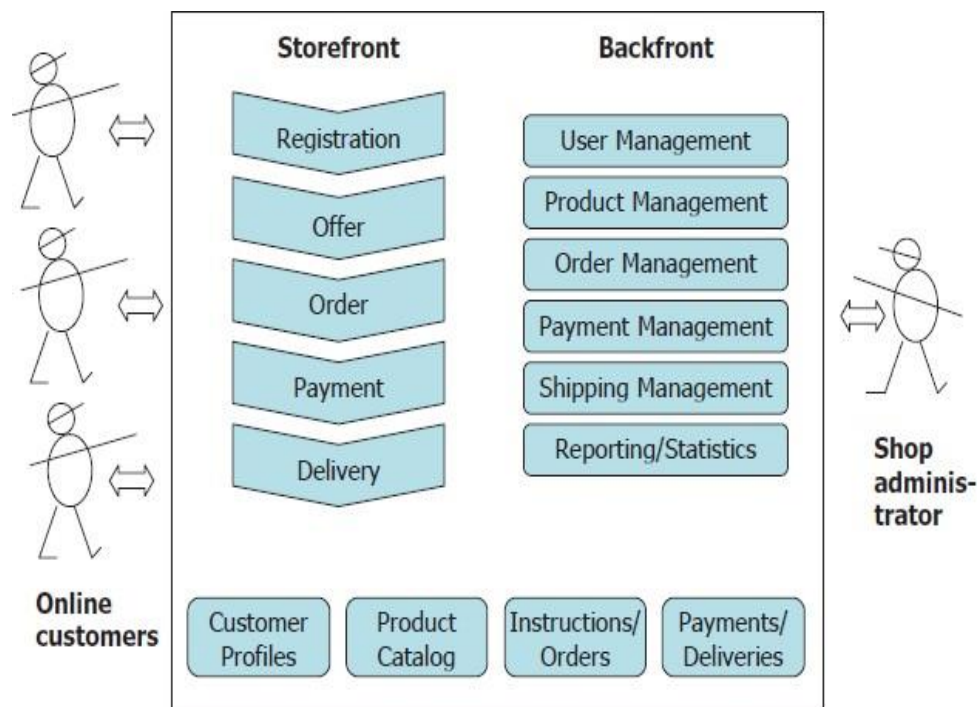 Storefront
Backfront
Registration
Offer
Order
Payment
Delivery
User Management
Product Management
Order Management
Payment Management
Shipping Management
Reporting/Statistics
Online
customers
Shop
adminis-
trator
Customer
Profiles
Product
Catalog
Instructions/
Orders
Payments/
Deliveries